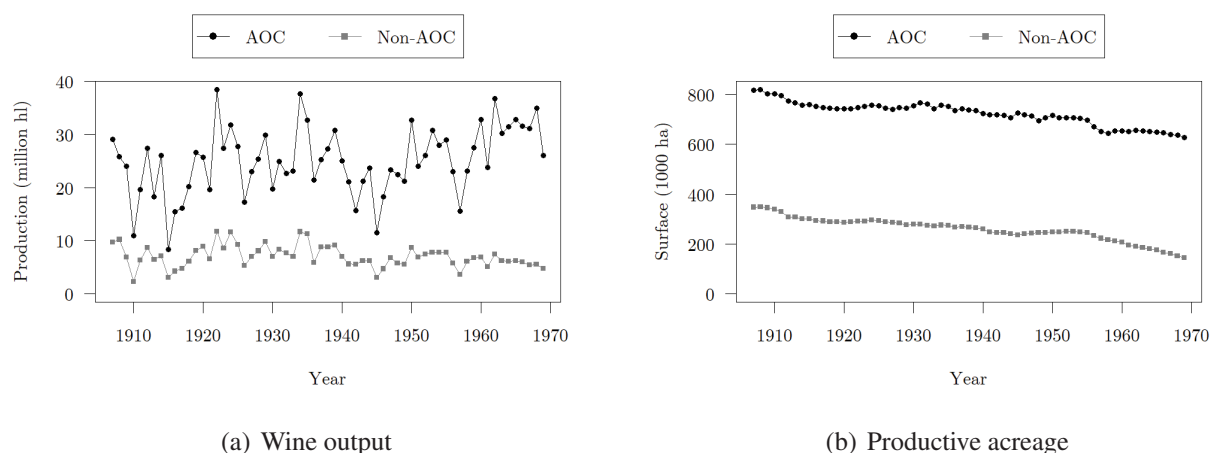 AOC Non-AOC
Production (million hl)
40
30
20
10
0
1910 1920 1930 1940 1950 1960 1970
Year
(a) Wine output
AOC Non-AOC
Surface (1000 ha)
800
600
400
200
0
1910 1920 1930 1940 1950 1960 1970
Year
(b) Productive acreage